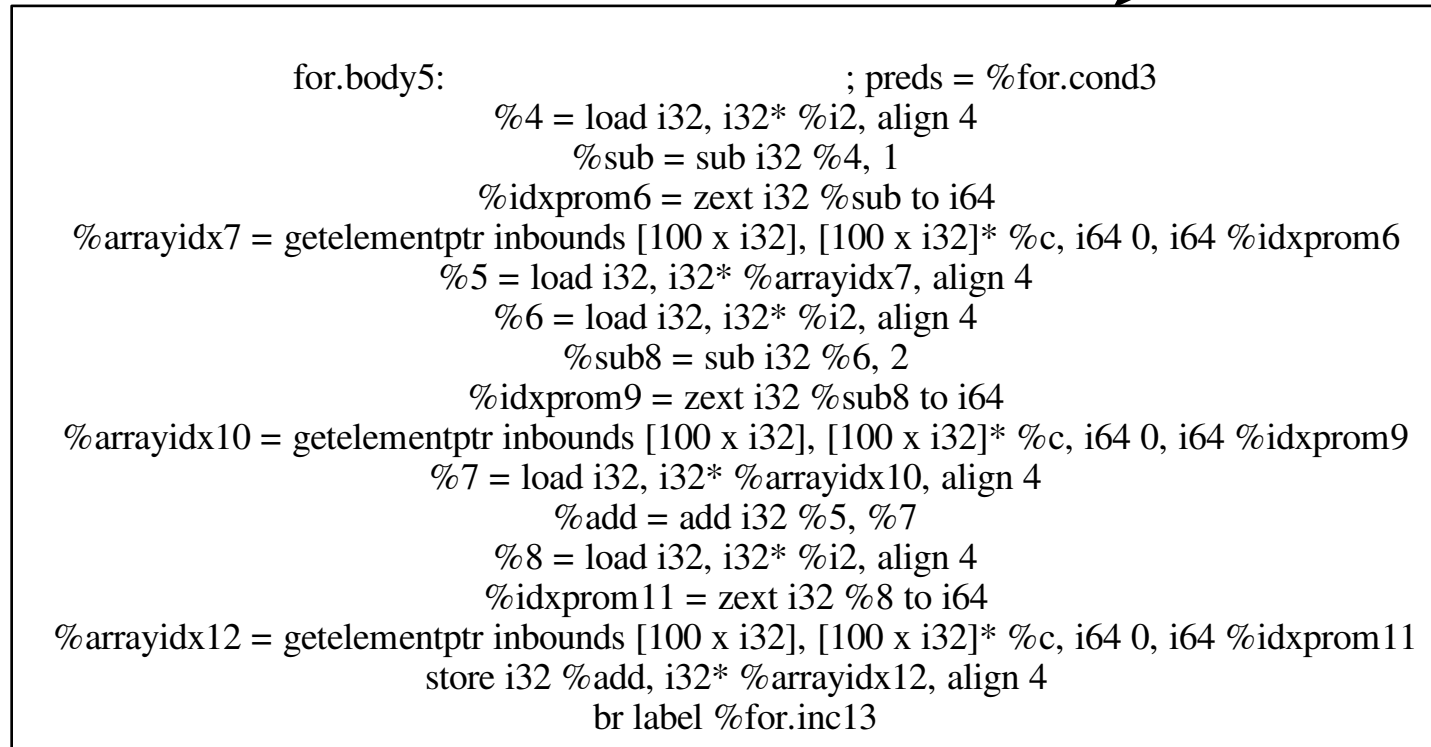 for.body5: ; preds = %for.cond3
%4 = load i32, i32* %i2, align 4
%sub = sub i32 %4, 1
%idxprom6 = zext i32 %sub to i64
%arrayidx7 = getelementptr inbounds [100 x i32], [100 x i32]* %c, i64 0, i64 %idxprom6
%5 = load i32, i32* %arrayidx7, align 4
%6 = load i32, i32* %i2, align 4
%sub8 = sub i32 %6, 2
%idxprom9 = zext i32 %sub8 to i64
%arrayidx10 = getelementptr inbounds [100 x i32], [100 x i32]* %c, i64 0, i64 %idxprom9
%7 = load i32, i32* %arrayidx10, align 4
%add = add i32 %5, %7
%8 = load i32, i32* %i2, align 4
%idxprom11 = zext i32 %8 to i64
%arrayidx12 = getelementptr inbounds [100 x i32], [100 x i32]* %c, i64 0, i64 %idxprom11
store i32 %add, i32* %arrayidx12, align 4
br label %for.inc13